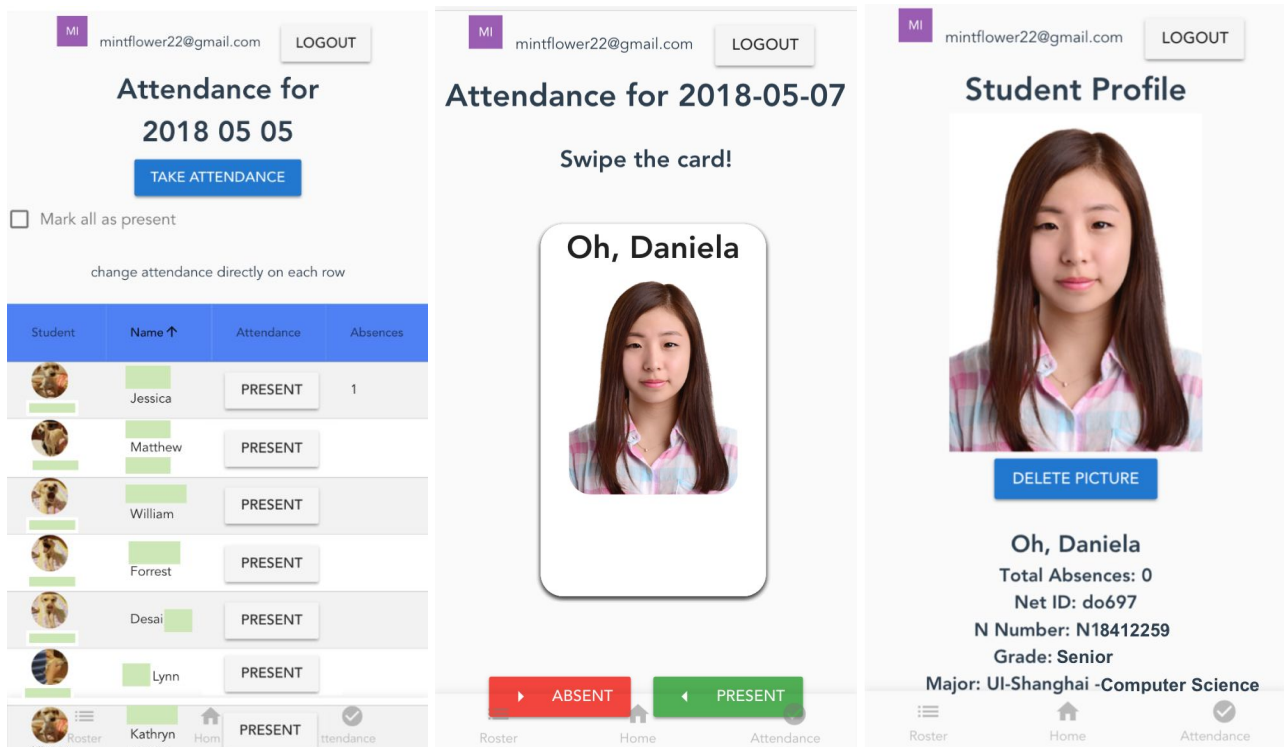 MI
mintflower22@gmail.com
LOGOUT
Attendance for
2018 05 05
TAKE ATTENDANCE
Mark all as present
change attendance directly on each row
Student Name Attendance Absences
Jessica PRESENT 1
Matthew PRESENT
William PRESENT
Forrest PRESENT
Desai PRESENT
Lynn PRESENT
Kathryn PRESENT
Roster Hom ttendance
MI
mintflower22@gmail.com
LOGOUT
Attendance for 2018-05-07
Swipe the card!
Oh, Daniela
ABSENT PRESENT
Roster Home Attendance
MI
mintflower22@gmail.com
LOGOUT
Student Profile
DELETE PICTURE
Oh, Daniela
Total Absences: 0
Net ID: do697
N Number: N18412259
Grade: Senior
Major: UI-Shanghai -Computer Science
Roster Home Attendance